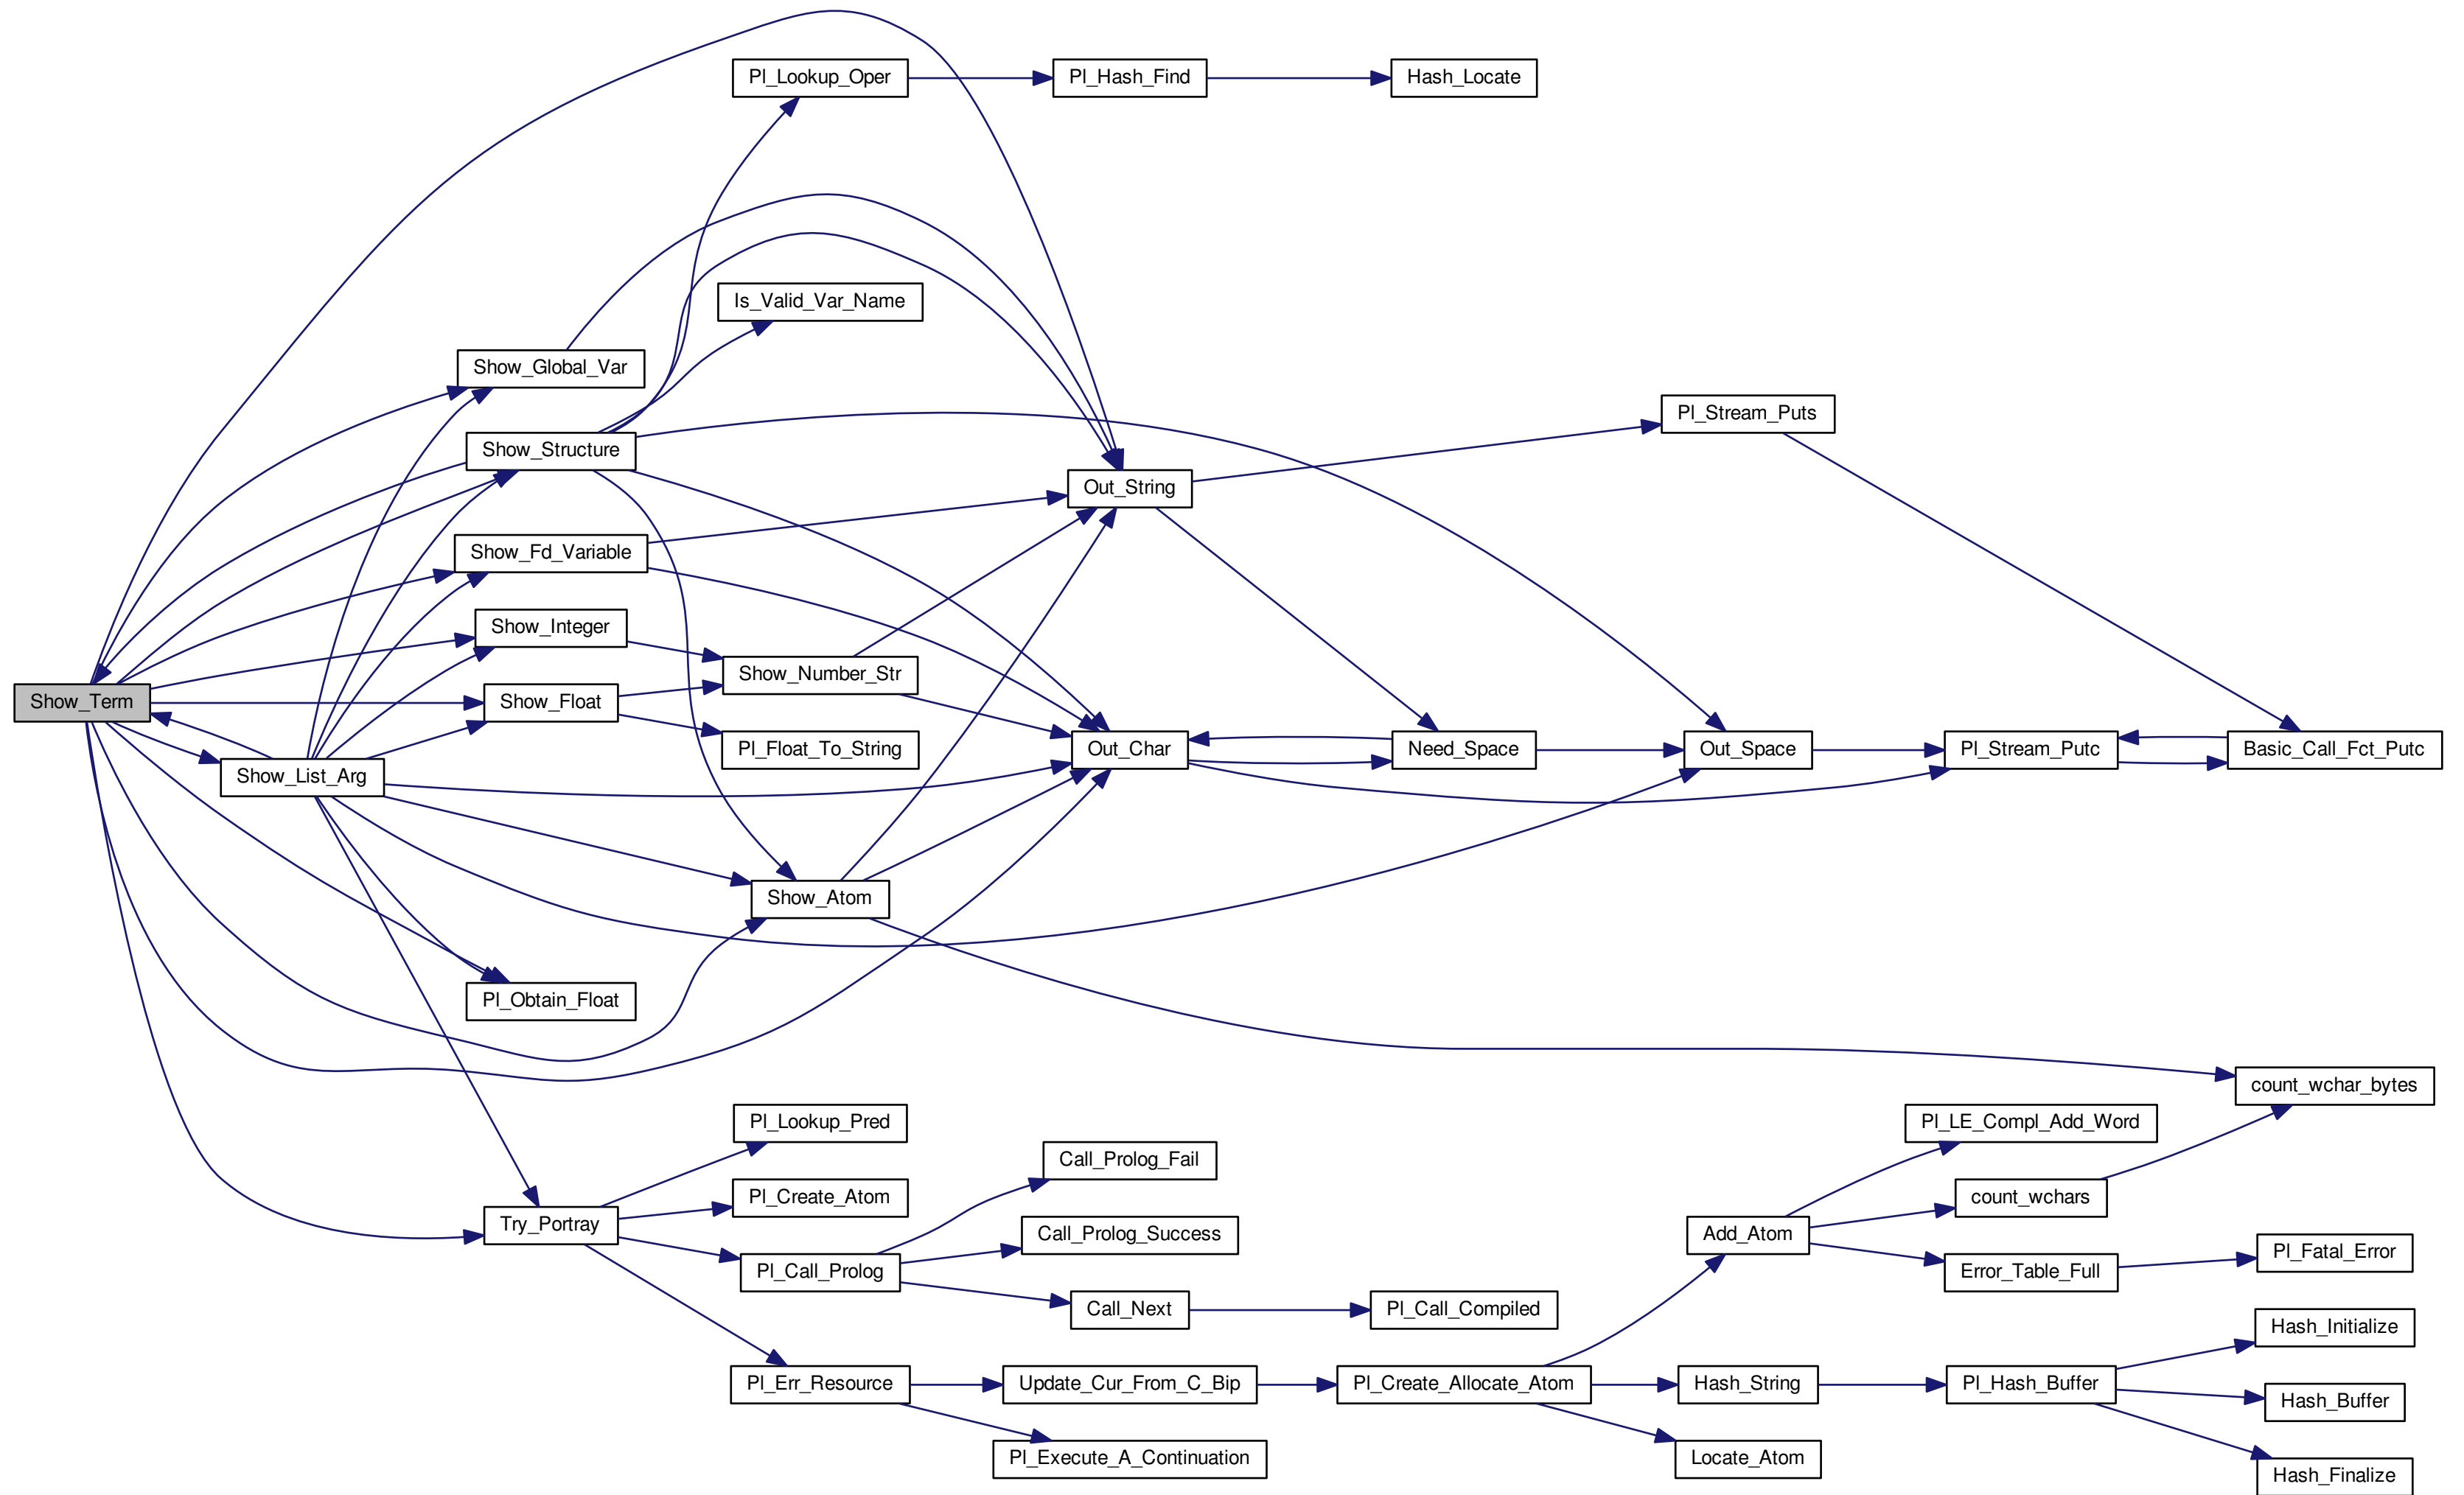 Pl_Lookup_Oper
Pl_Hash_Find
Hash_Locate
Is_Valid_Var_Name
Show_Global_Var
Pl_Stream_Puts
Show_Structure
Out_String
Show_Fd_Variable
Show_Integer
Show_Number_Str
Show_Term
Show_Float
Pl_Float_To_String
Out_Char
Need_Space
Out_Space
Pl_Stream_Putc
Basic_Call_Fct_Putc
Show_List_Arg
Show_Atom
Pl_Obtain_Float
count_wchar_bytes
Pl_Lookup_Pred
Pl_LE_Compl_Add_Word
Call_Prolog_Fail
Pl_Create_Atom
count_wchars
Try_Portray
Call_Prolog_Success
Add_Atom
Pl_Fatal_Error
Pl_Call_Prolog
Error_Table_Full
Call_Next
Pl_Call_Compiled
Hash_Initialize
Pl_Err_Resource
Update_Cur_From_C_Bip
Pl_Create_Allocate_Atom
Hash_String
Pl_Hash_Buffer
Hash_Buffer
Pl_Execute_A_Continuation
Locate_Atom
Hash_Finalize